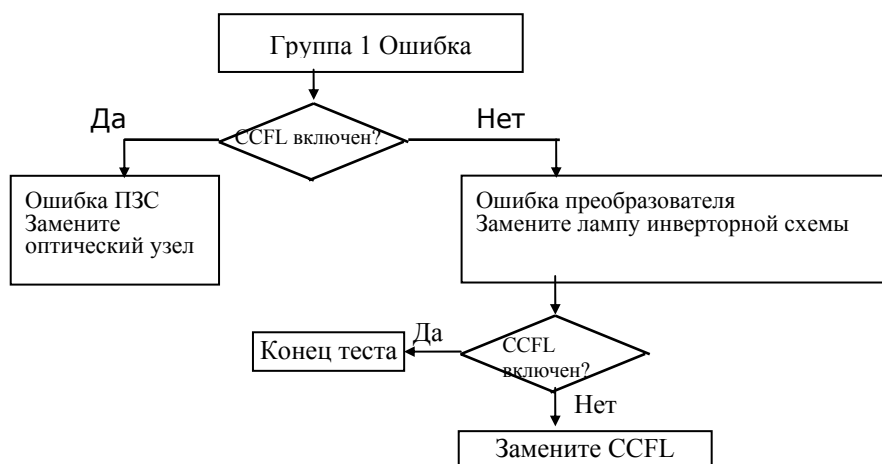 Группа 1 Ошибка
Да
CCFL включен?
Нет
Ошибка ПЗС
Замените
оптический узел
Ошибка преобразователя
Замените лампу инверторной схемы
Конец теста
Да
CCFL
включен?
Нет
Замените CCFL